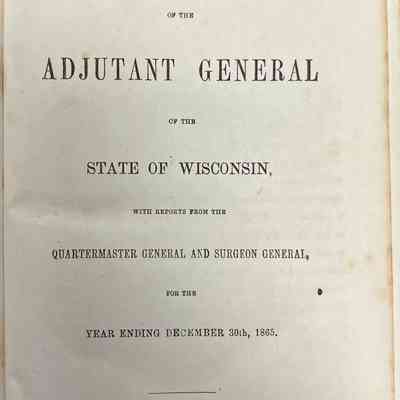 OF THE
ADJUTANT GENERAL
OF THE
STATE OF WISCONSIN,
WITH REPORTS FROM THE
QUARTERMASTER GENERAL AND SURGEON GENERAL,
FOR THE
YEAR ENDING DECEMBER 30th, 1865.